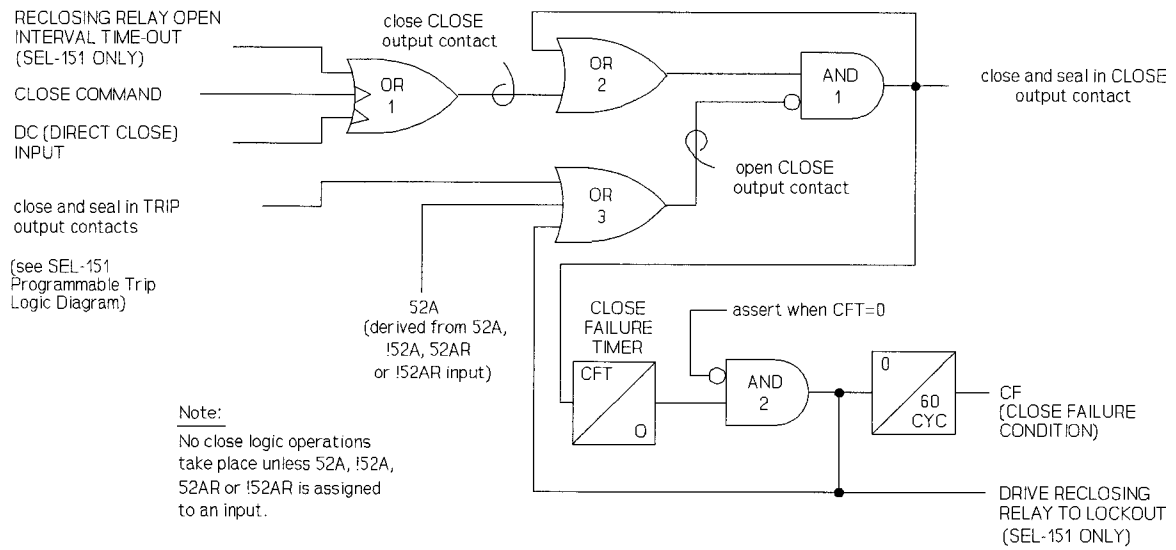 RECLOSING RELAY OPEN
INTERVAL TIME-OUT
(SEL-151 ONLY)
CLOSE COMMAND
DC (DIRECT CLOSE)
INPUT
close and seal in TRIP
output contacts
(see SEL-151
Programmable Trip
Logic Diagram)
OR
1
close CLOSE
output contact
OR
2
AND
1
close and seal in CLOSE
output contact
open CLOSE
output contact
OR
3
52A
(derived from 52A,
!52A, 52AR
or !52AR input)
CLOSE
FAILURE
TIMER
CFT
0
assert when CFT=0
AND
2
0
60
CYC
CF
(CLOSE FAILURE
CONDITION)
DRIVE RECLOSING
RELAY TO LOCKOUT
(SEL-151 ONLY)
Note:
No close logic operations
take place unless 52A, !52A,
52AR or !52AR is assigned
to an input.